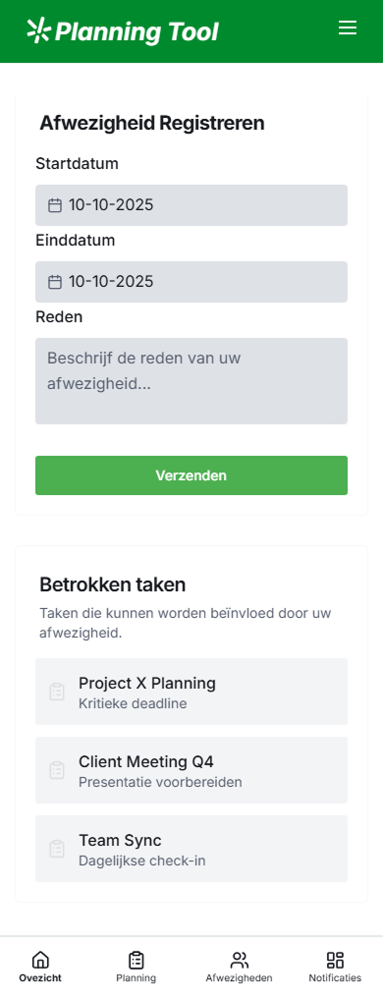 Planning Tool
Afwezigheid Registreren
Startdatum
10-10-2025
Einddatum
10-10-2025
Reden
Beschrijf de reden van uw
afwezigheid...
Verzenden
Betrokken taken
Taken die kunnen worden beïnvloed door uw
afwezigheid.
Project X Planning
Kritieke deadline
Client Meeting Q4
Presentatie voorbereiden
Team Sync
Dagelijkse check-in
Ovezicht Planning Afwezigheden Notificaties